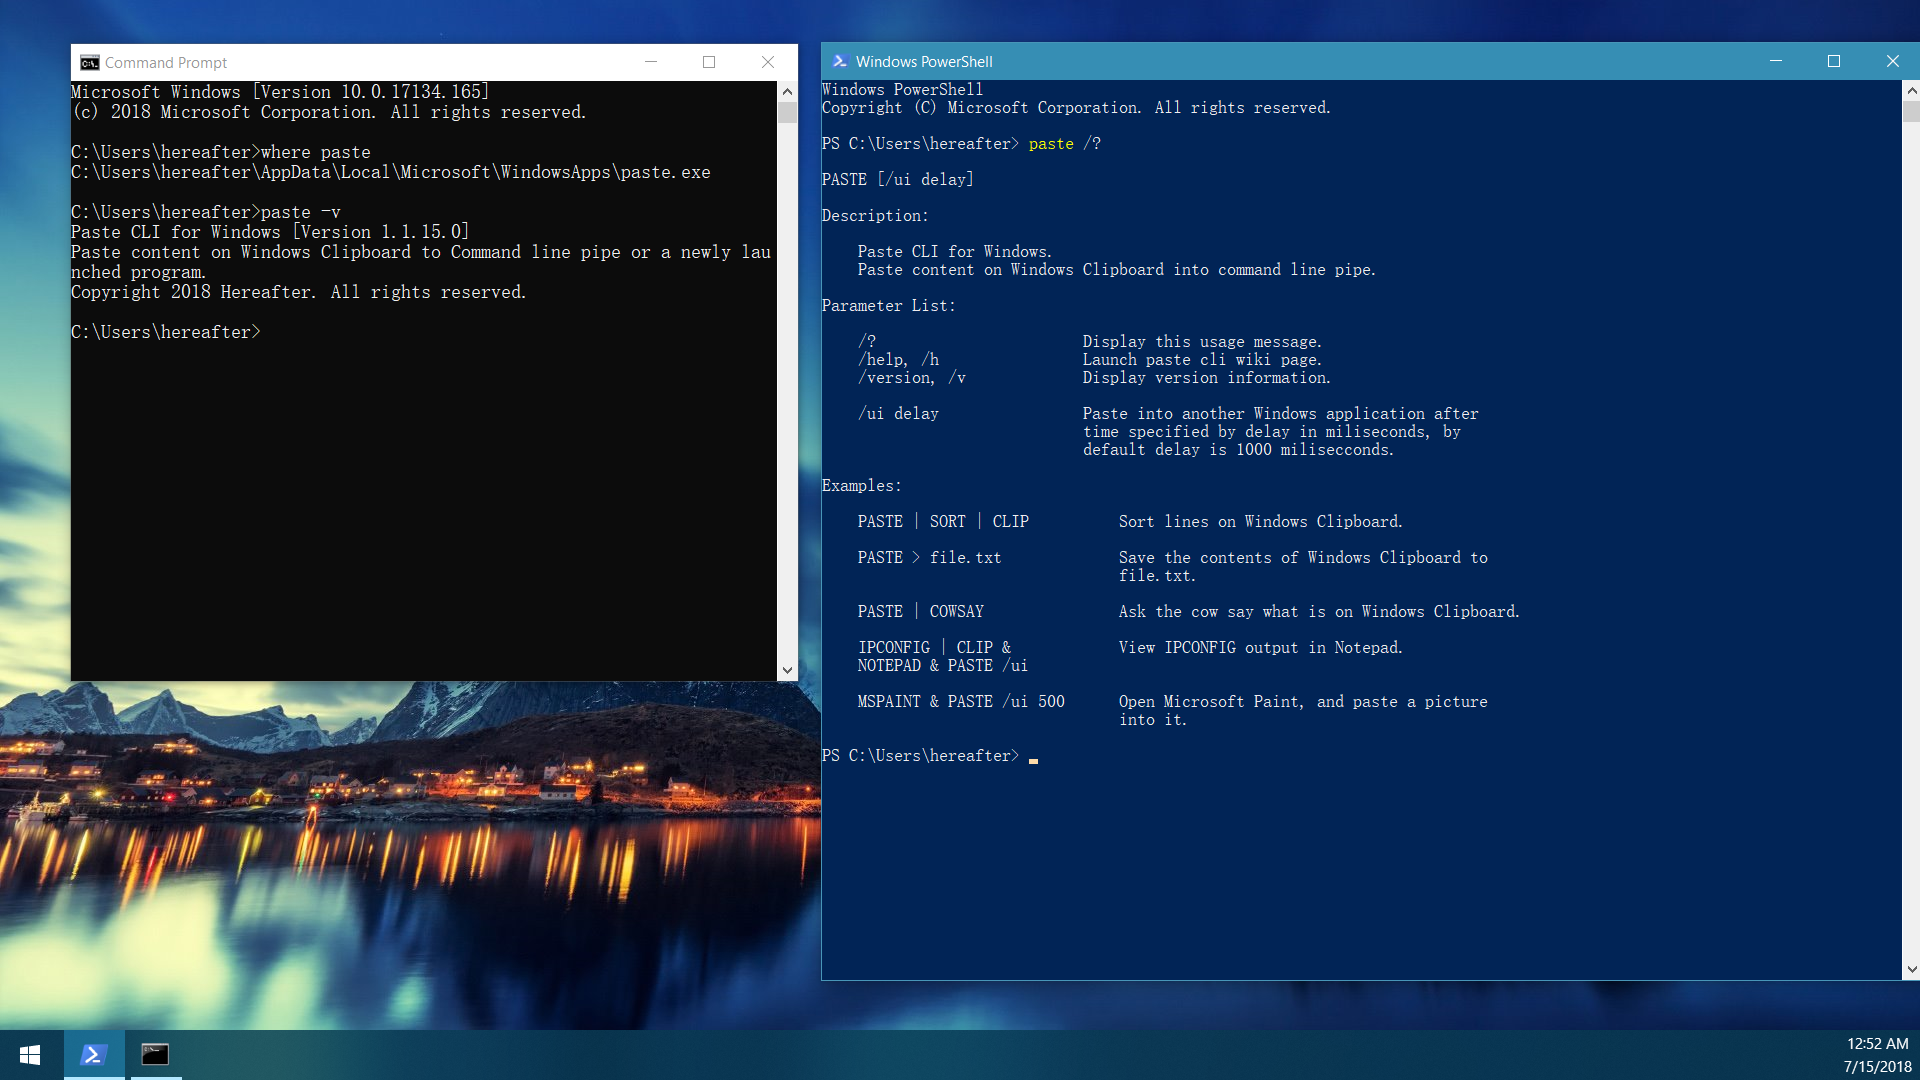 Command Prompt
Microsoft Windows [Version 10.0.17134.165]
(c) 2018 Microsoft Corporation. All rights reserved.
C:\Users\hereafter>where paste
C:\Users\hereafter\AppData\Local\Microsoft\WindowsApps\paste.exe
C:\Users\hereafter>paste -v
Paste CLI for Windows [Version 1.1.15.0]
Paste content on Windows Clipboard to Command line pipe or a newly lau
nched program.
Copyright 2018 Hereafter. All rights reserved.
C:\Users\hereafter>
Windows PowerShell
Windows PowerShell
Copyright (C) Microsoft Corporation. All rights reserved.
PS C:\Users\hereafter> paste /?
PASTE [/ui delay]
Description:
Paste CLI for Windows.
Paste content on Windows Clipboard into command line pipe.
Parameter List:
/? Display this usage message.
/help, /h Launch paste cli wiki page.
/version, /v Display version information.
/ui delay Paste into another Windows application after
time specified by delay in miliseconds, by
default delay is 1000 milisecconds.
Examples:
PASTE | SORT | CLIP Sort lines on Windows Clipboard.
PASTE > file.txt Save the contents of Windows Clipboard to
file.txt.
PASTE | COWSAY Ask the cow say what is on Windows Clipboard.
IPCONFIG | CLIP & View IPCONFIG output in Notepad.
NOTEPAD & PASTE /ui
MSPAINT & PASTE /ui 500 Open Microsoft Paint, and paste a picture
into it.
PS C:\Users\hereafter>
12:52 AM
7/15/2018